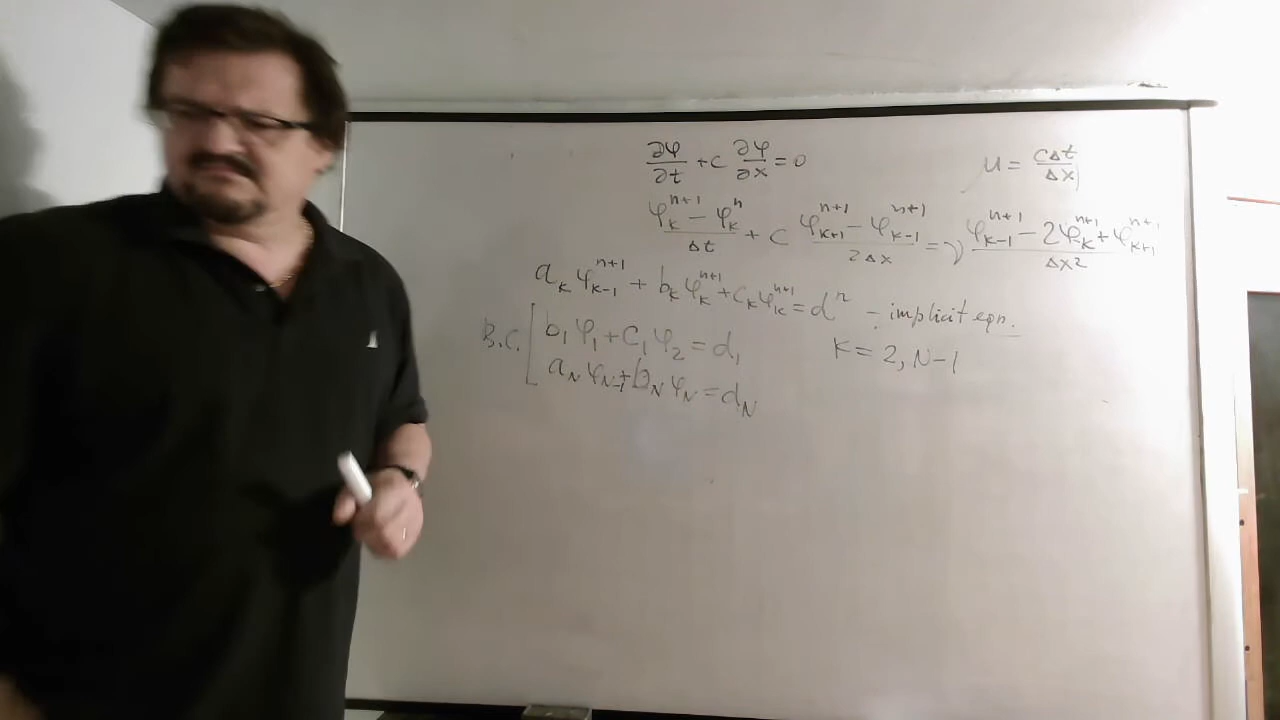 ∂φ/∂t + c ∂φ/∂x = 0    u = cΔt/Δx
(φ_k^{n+1} − φ_k^n)/Δt + c (φ_{k+1}^{n+1} − φ_{k−1}^{n+1})/2Δx = ν (φ_{k−1}^{n+1} − 2φ_k^{n+1} + φ_{k+1}^{n+1})/Δx²
a_k φ_{k−1}^{n+1} + b_k φ_k^{n+1} + c_k φ_k^{n+1} = d^n – implicit eqn.
B.C. [ b_1 φ_1 + c_1 φ_2 = d_1    k = 2, N−1
a_N φ_{N−1} + b_N φ_N = d_N